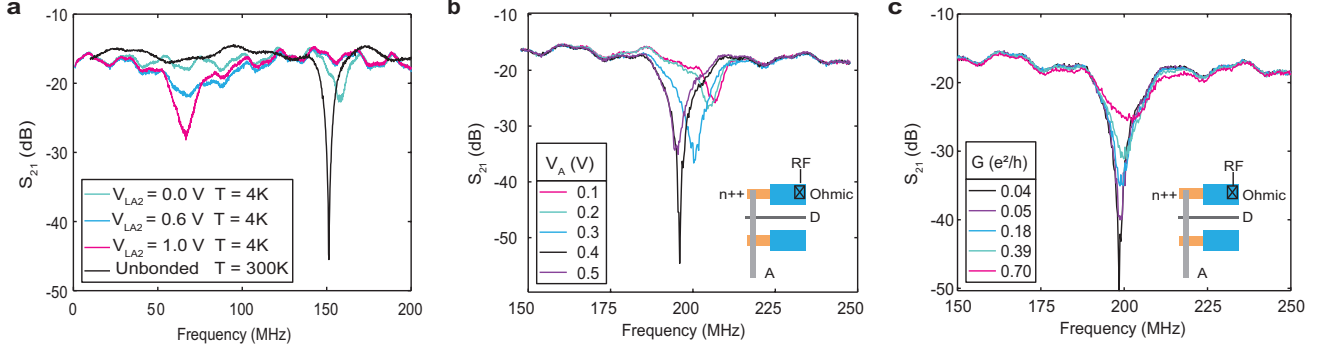 a
-10
-20
-30
-40
-50
S21 (dB)
VLA2 = 0.0 V T = 4K
VLA2 = 0.6 V T = 4K
VLA2 = 1.0 V T = 4K
Unbonded T = 300K
0
50
100
150
200
Frequency (MHz)
b
-10
-20
-30
-40
-50
S21 (dB)
VA (V)
0.1
0.2
0.3
0.4
0.5
RF
n++
Ohmic
D
A
150
175
200
225
250
Frequency (MHz)
c
-10
-20
-30
-40
-50
S21 (dB)
G (e²/h)
0.04
0.05
0.18
0.39
0.70
RF
n++
Ohmic
D
A
150
175
200
225
250
Frequency (MHz)